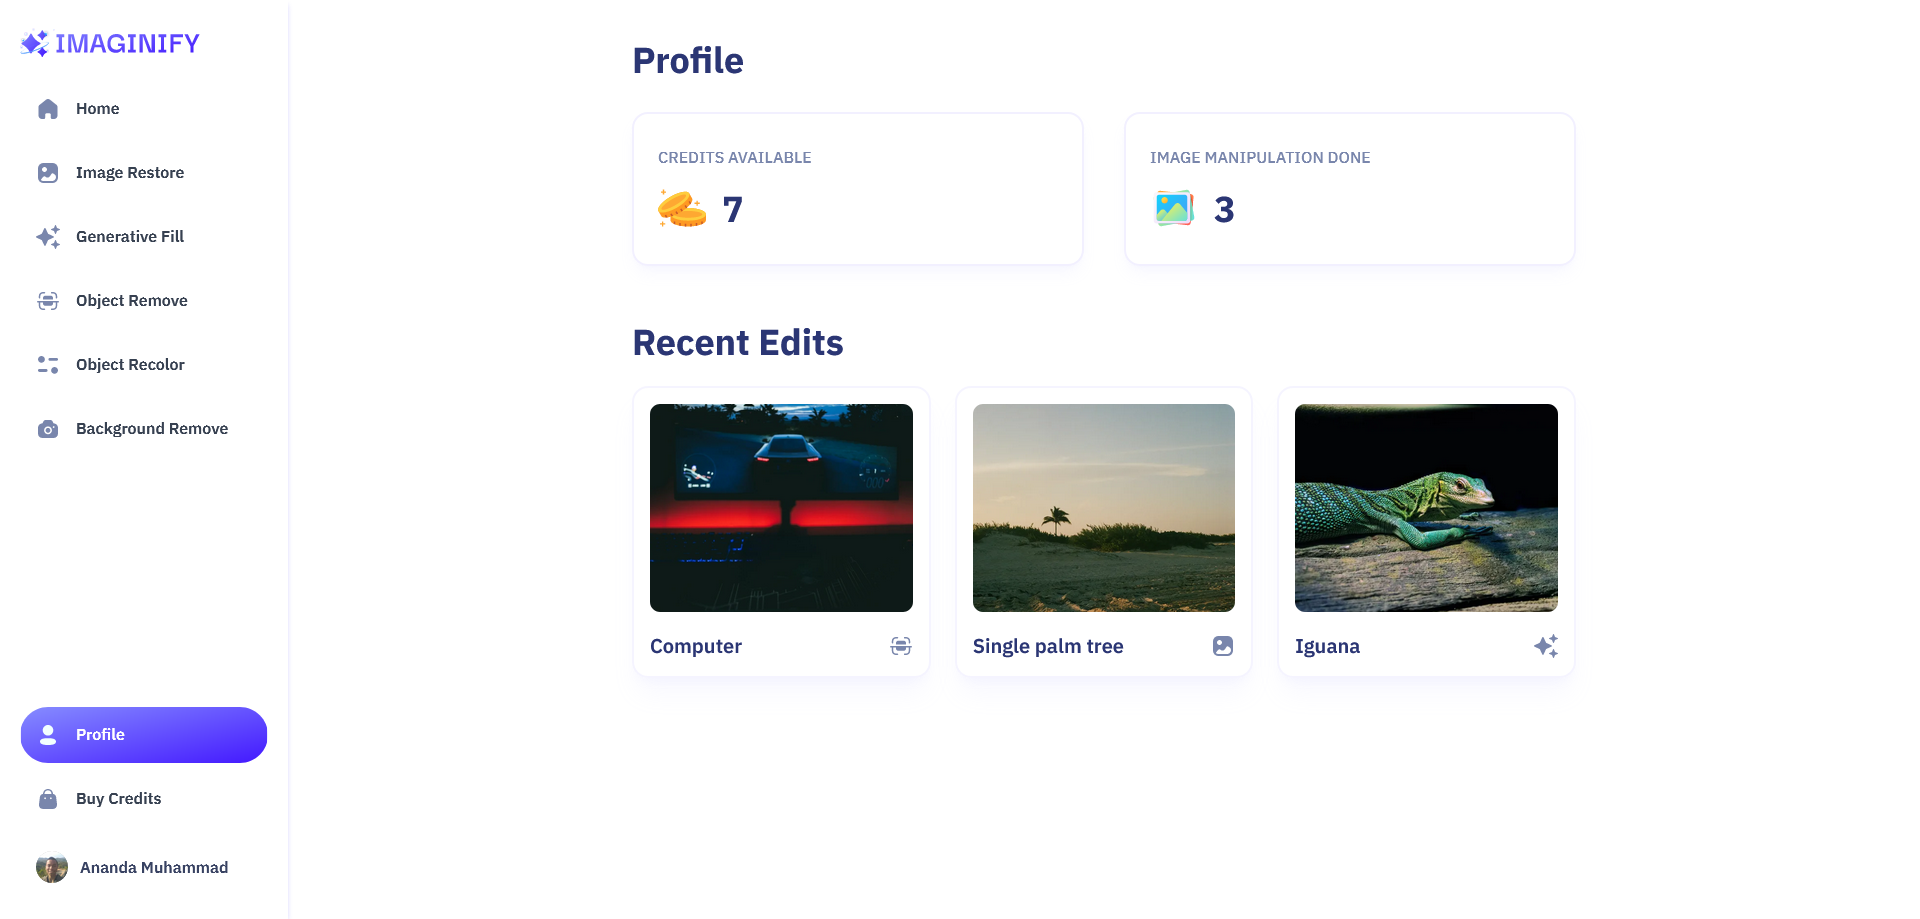 IMAGINIFY
Home
Image Restore
Generative Fill
Object Remove
Object Recolor
Background Remove
Profile
Buy Credits
Ananda Muhammad
Profile
CREDITS AVAILABLE
7
IMAGE MANIPULATION DONE
3
Recent Edits
Computer
Single palm tree
Iguana